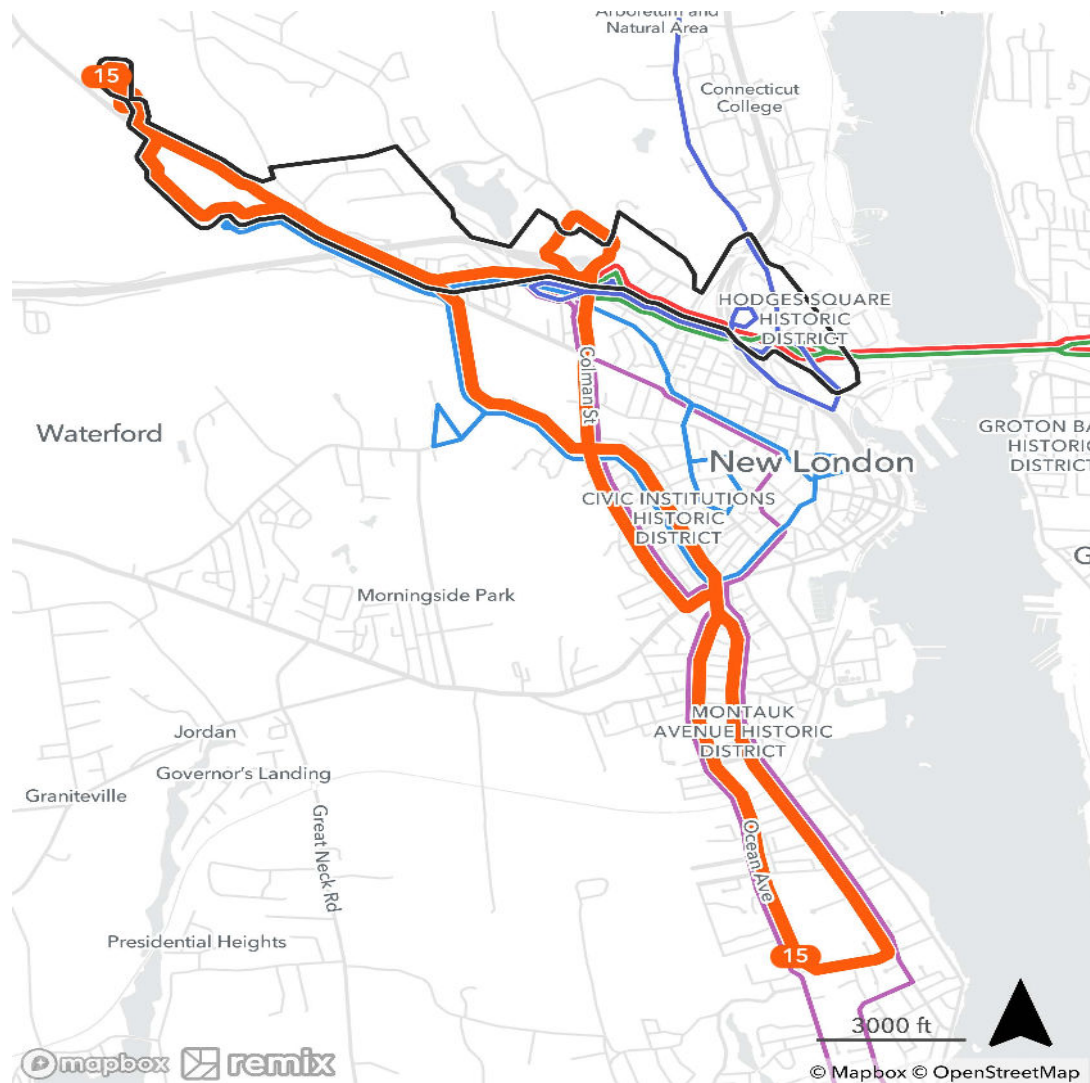 Arboretum and
Natural Area
15
Connecticut
College
HODGES SQUARE
HISTORIC
DISTRICT
Colman St
Waterford
GROTON BA
HISTORIC
DISTRICT
New London
CIVIC INSTITUTIONS
HISTORIC
DISTRICT
G
Morningside Park
MONTAUK
AVENUE HISTORIC
DISTRICT
Jordan
Governor's Landing
Graniteville
Great Neck Rd
Ocean Ave
Presidential Heights
15
3000 ft
mapbox remix
© Mapbox © OpenStreetMap